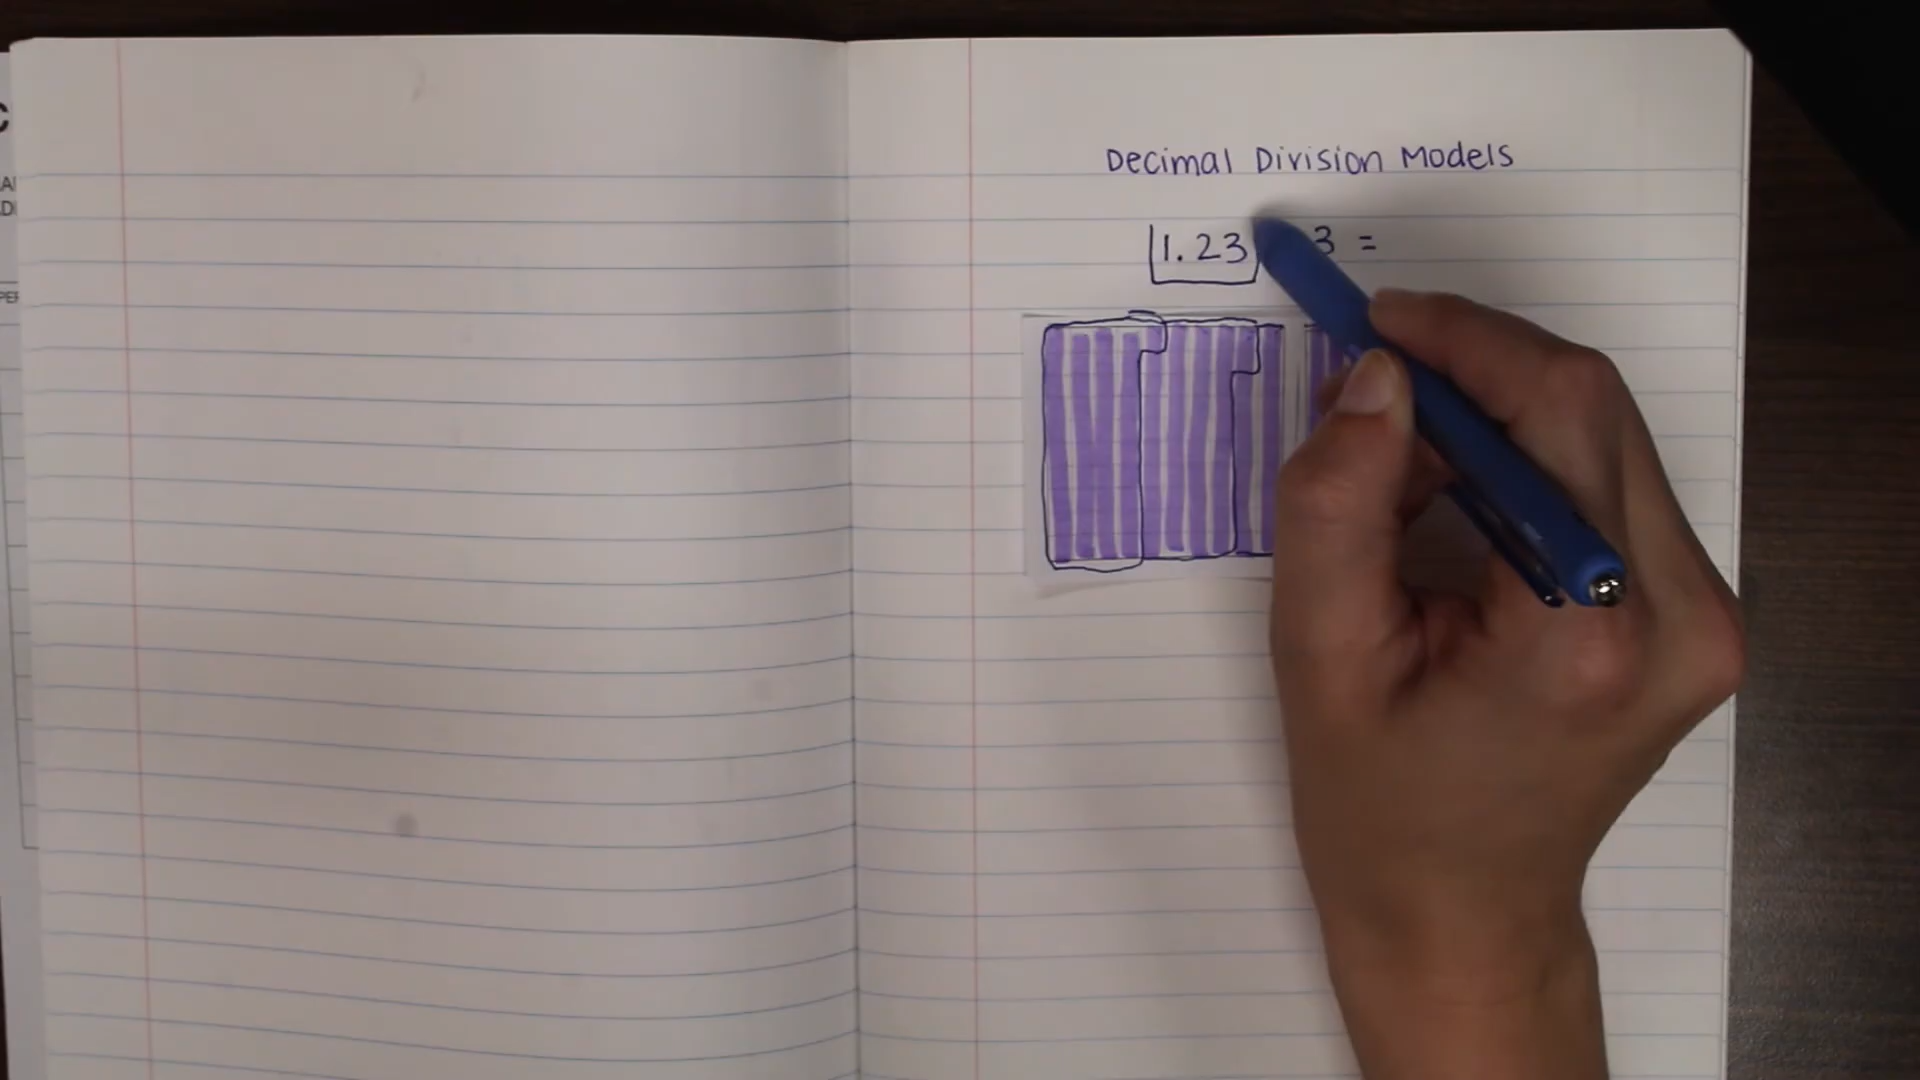 Decimal Division Models
1.23 3 =